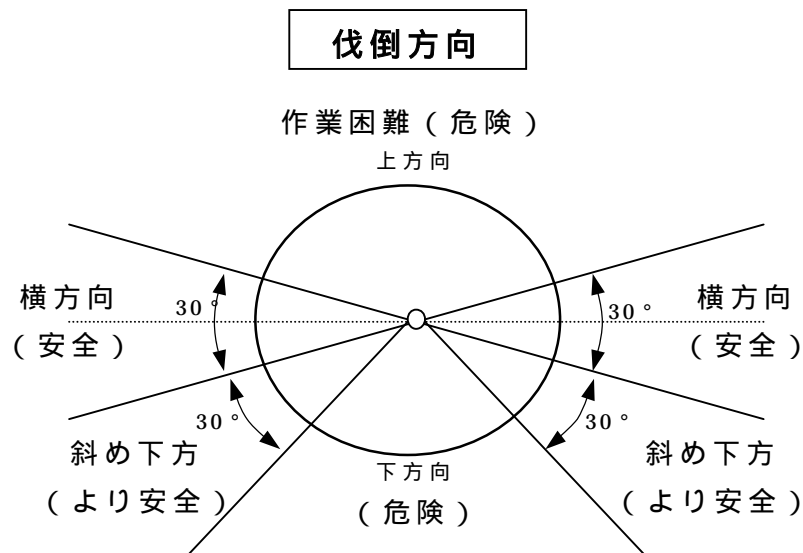 伐倒方向
作業困難(危険)
上方向
横方向
(安全)
30°
30°
横方向
(安全)
30°
30°
斜め下方
(より安全)
下方向
(危険)
斜め下方
(より安全)